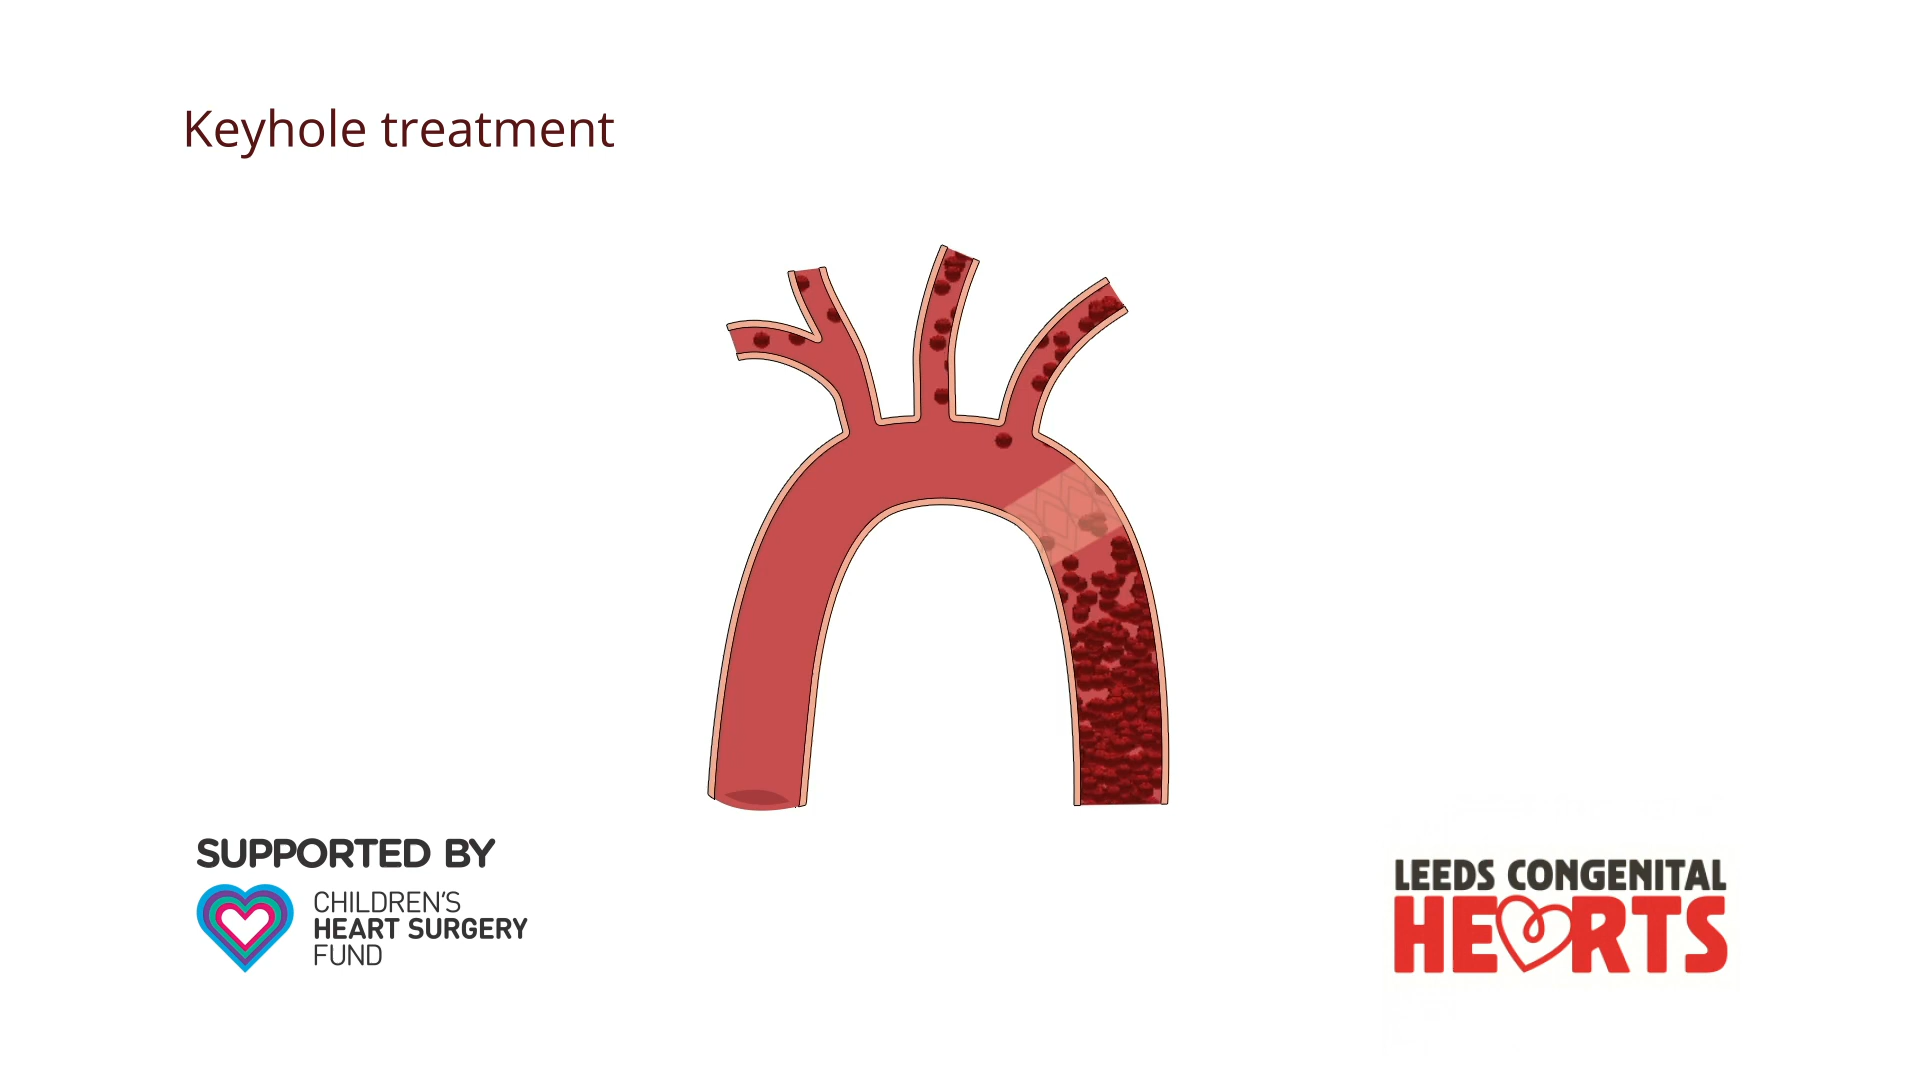 Keyhole treatment
SUPPORTED BY
CHILDREN'S
HEART SURGERY
FUND
LEEDS CONGENITAL
HEARTS